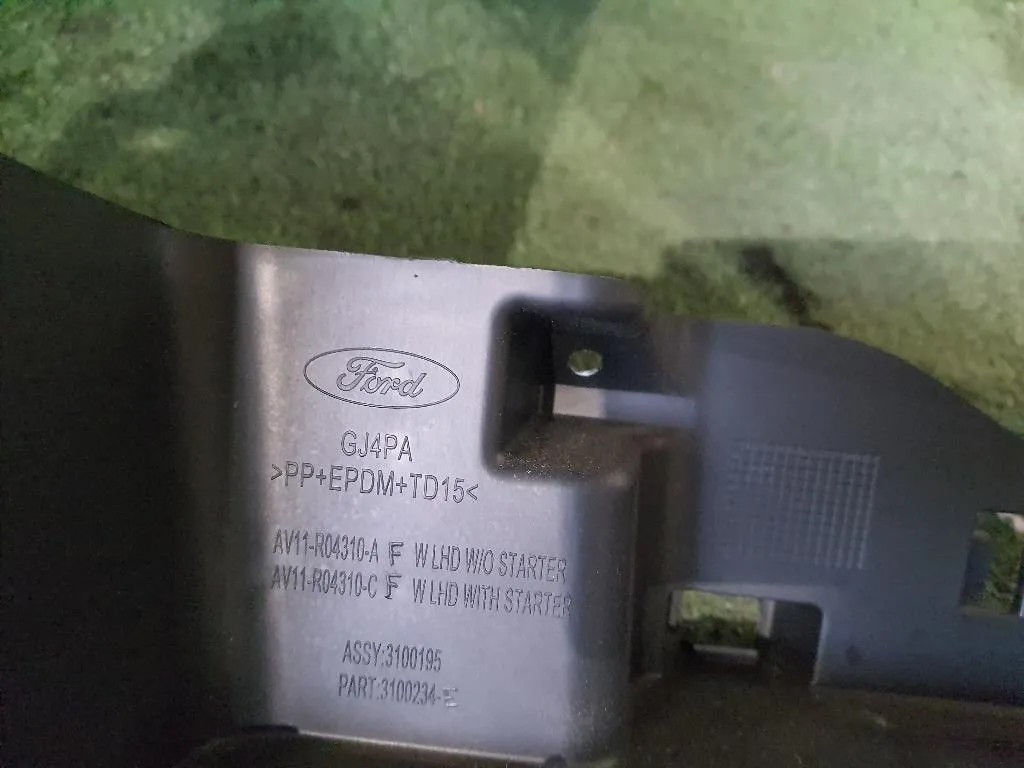 Ford
GJ4PA
>PP+EPDM+TD15<
AV11-R04310-A F W LHD W/O STARTER
AV11-R04310-C F W LHD WITH STARTER
ASSY:3100195
PART:3100234-E